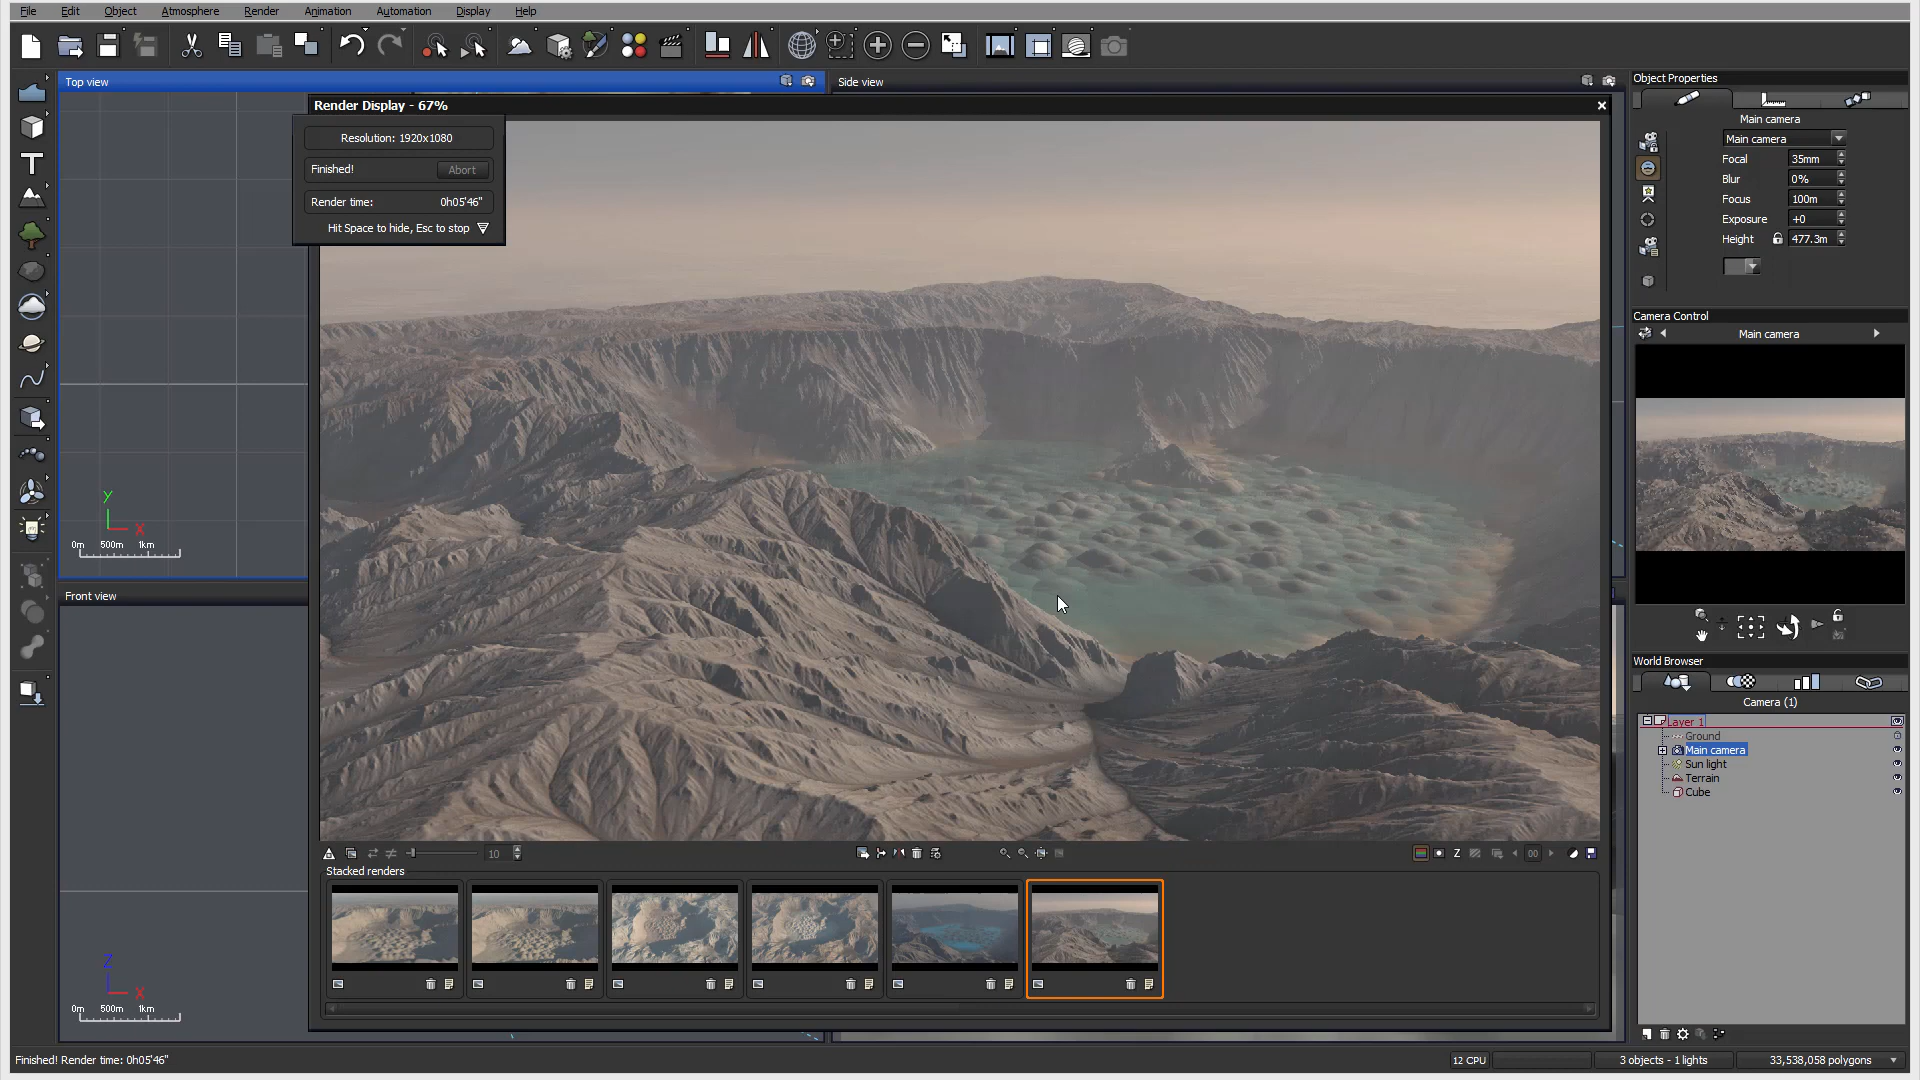 File Edit Object Atmosphere Render Animation Automation Display Help
Top view
Side view
Object Properties
Render Display - 67%
Resolution: 1920x1080
Finished! Abort
Render time: 0h05'46"
Hit Space to hide, Esc to stop
Main camera
Main camera
Focal 35mm
Blur 0%
Focus 100m
Exposure +0
Height 477.3m
Camera Control
Main camera
Y
X
0m 500m 1km
Front view
World Browser
Camera (1)
Layer 1
Ground
Main camera
Sun light
Terrain
Cube
10
Z
00
Stacked renders
Z
X
0m 500m 1km
Finished! Render time: 0h05'46"
12 CPU
3 objects - 1 lights
33,538,058 polygons